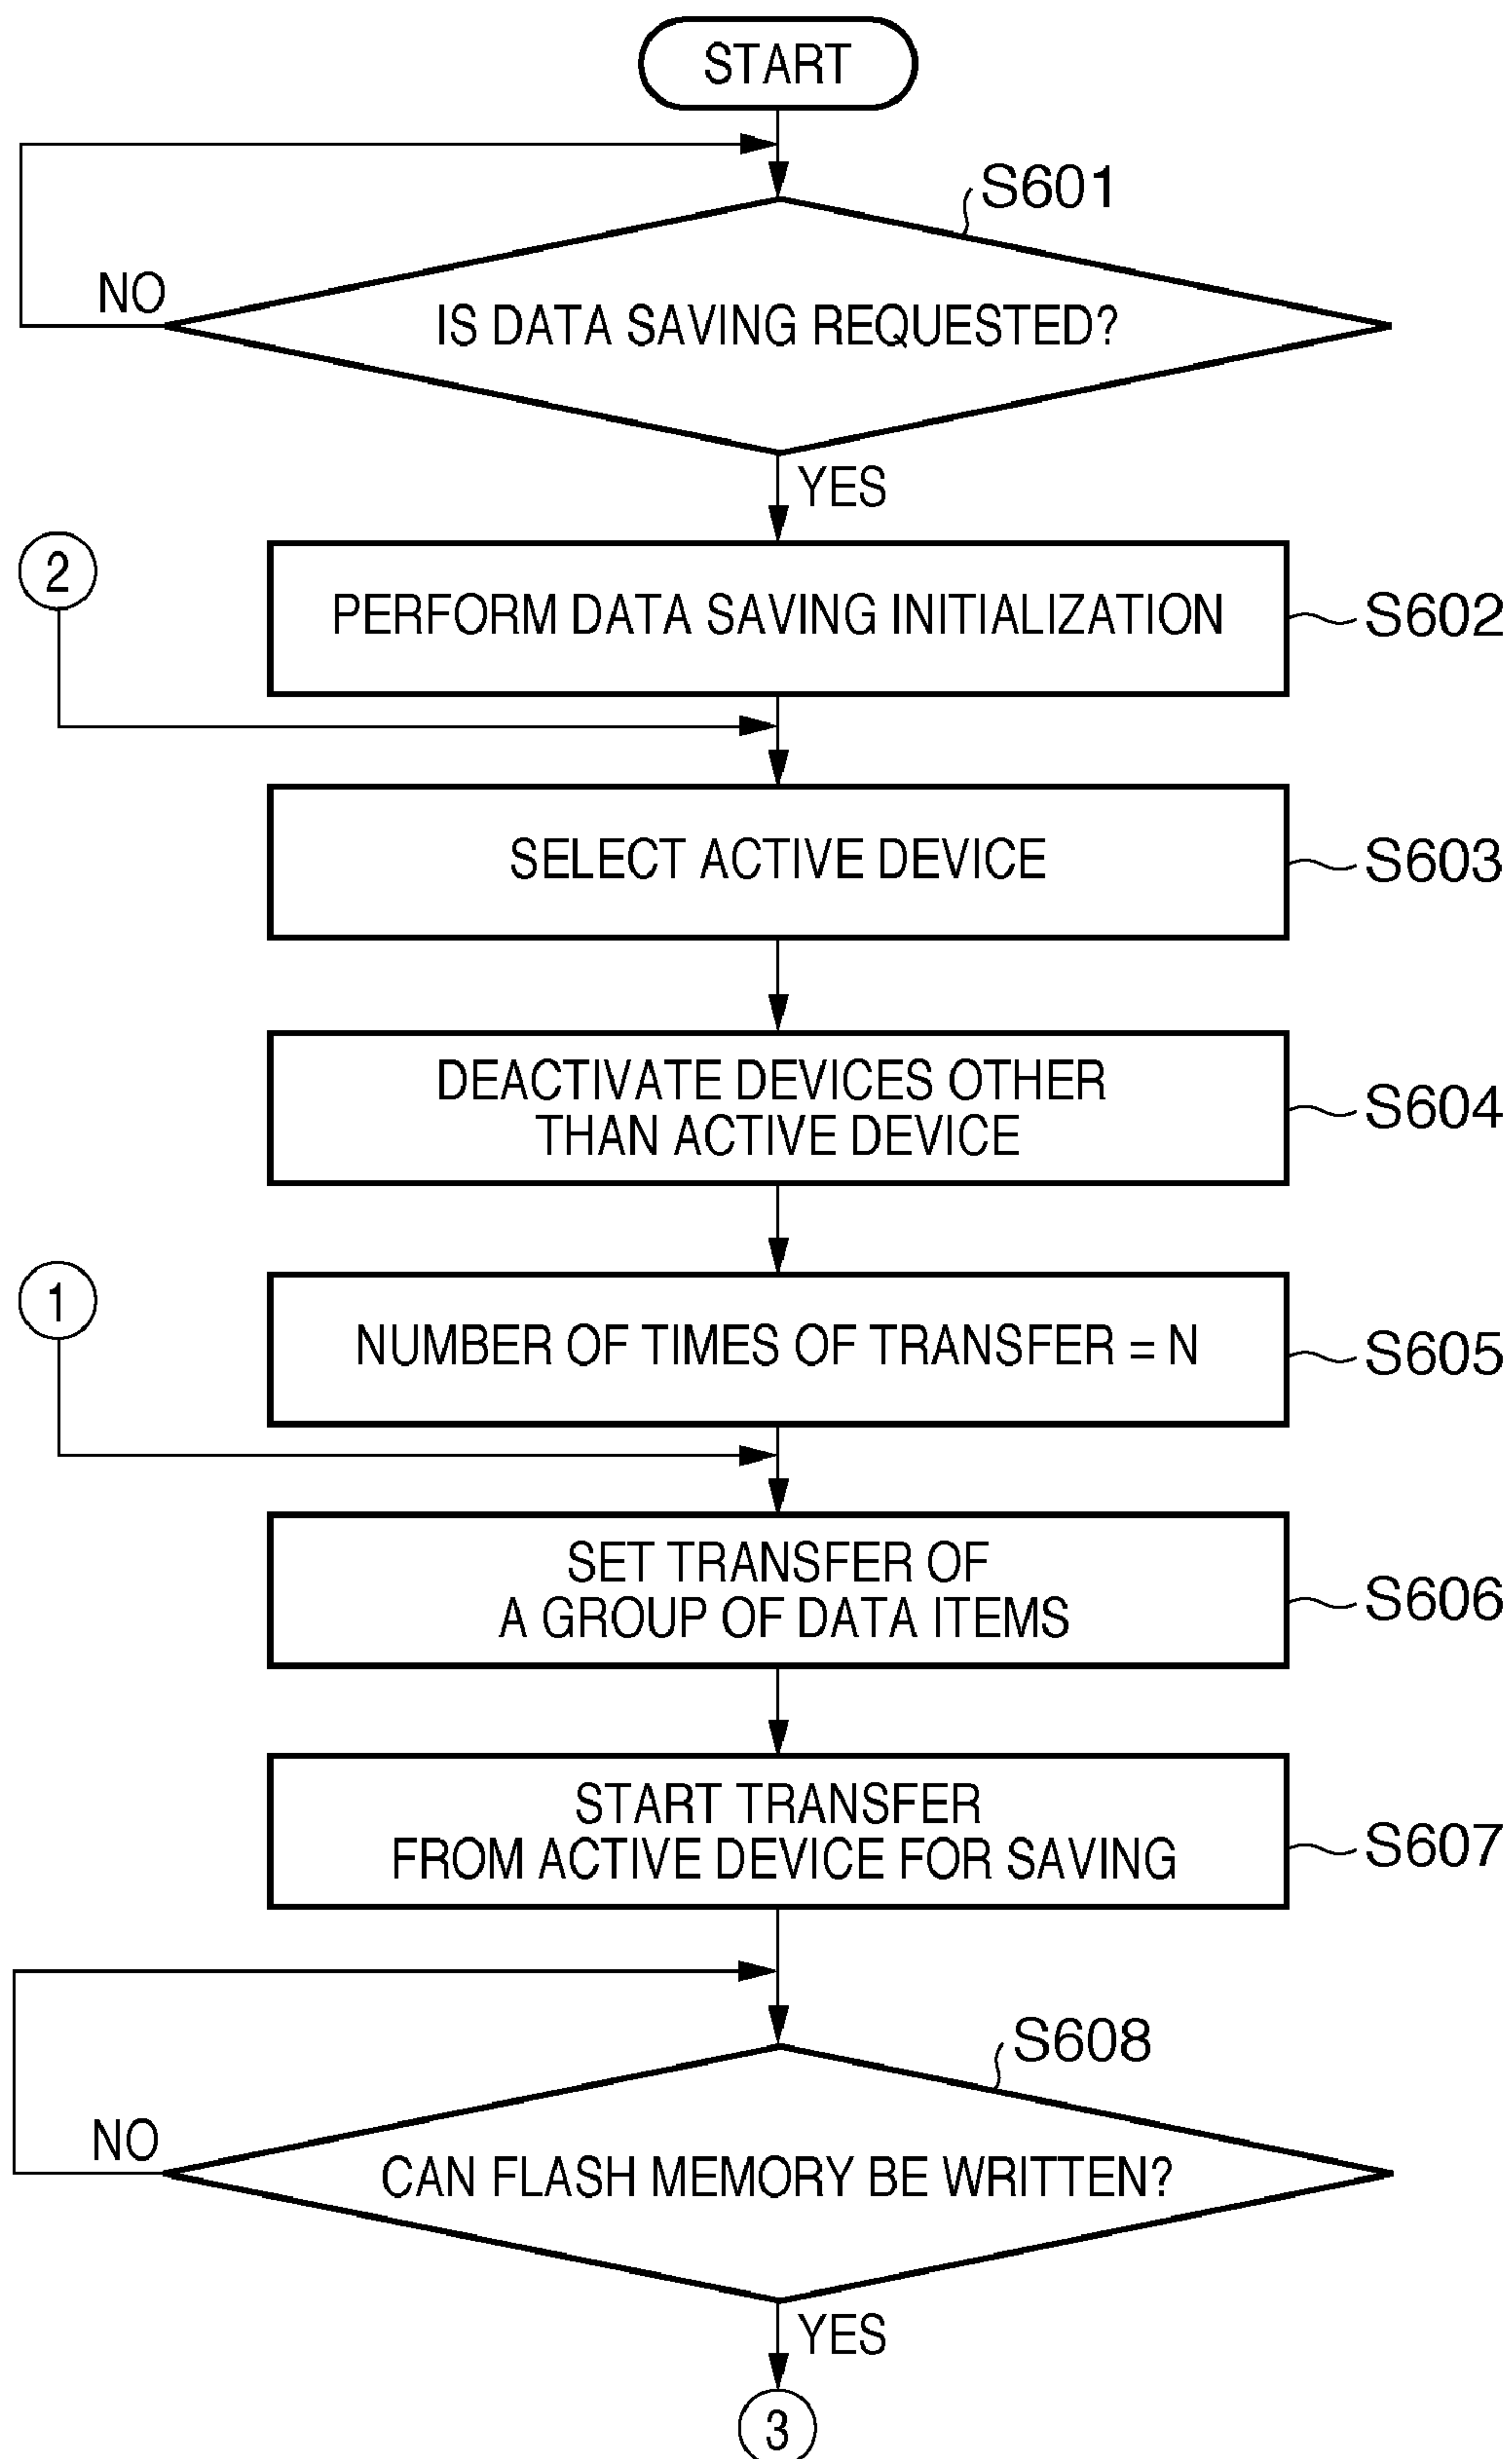 START
S601
NO
IS DATA SAVING REQUESTED?
YES
2
PERFORM DATA SAVING INITIALIZATION
S602
SELECT ACTIVE DEVICE
S603
DEACTIVATE DEVICES OTHER
THAN ACTIVE DEVICE
S604
1
NUMBER OF TIMES OF TRANSFER = N
S605
SET TRANSFER OF
A GROUP OF DATA ITEMS
S606
START TRANSFER
FROM ACTIVE DEVICE FOR SAVING
S607
S608
NO
CAN FLASH MEMORY BE WRITTEN?
YES
3